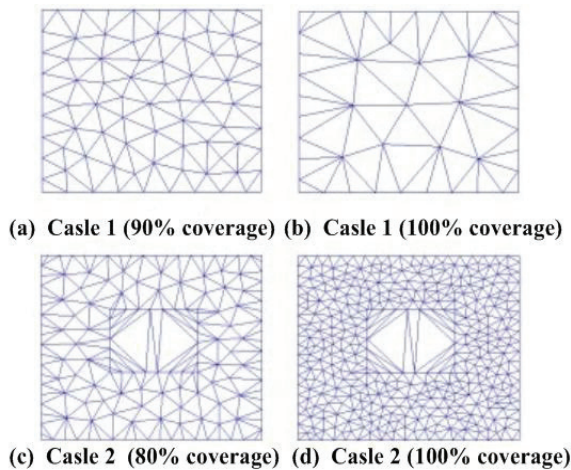 (a) Casle 1 (90% coverage) (b) Casle 1 (100% coverage)
(c) Casle 2 (80% coverage) (d) Casle 2 (100% coverage)